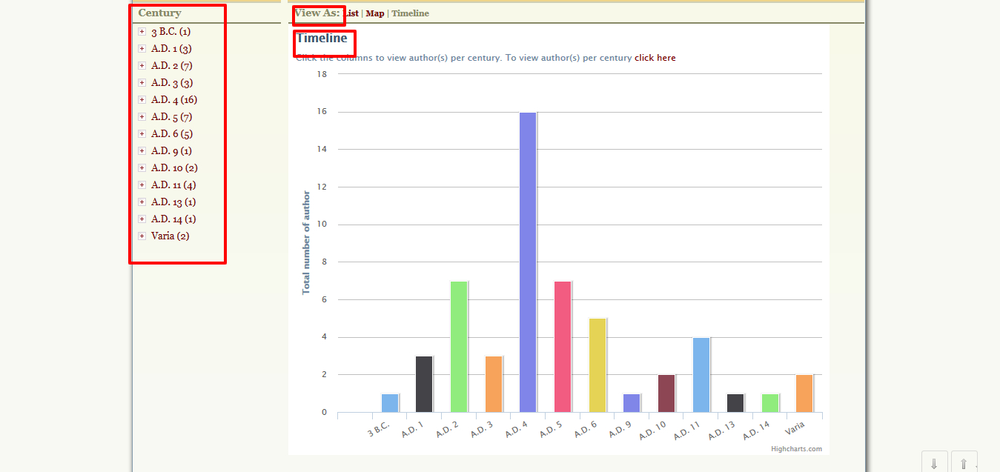 Century
3 B.C. (1)
A.D. 1 (3)
A.D. 2 (7)
A.D. 3 (3)
A.D. 4 (16)
A.D. 5 (7)
A.D. 6 (5)
A.D. 9 (1)
A.D. 10 (2)
A.D. 11 (4)
A.D. 13 (1)
A.D. 14 (1)
Varia (2)
View As: List | Map | Timeline
Timeline
Click the columns to view author(s) per century. To view author(s) per century click here
Total number of author
18
16
14
12
10
8
6
4
2
0
3 B.C. A.D. 1 A.D. 2 A.D. 3 A.D. 4 A.D. 5 A.D. 6 A.D. 9 A.D. 10 A.D. 11 A.D. 13 A.D. 14 Varia
Highcharts.com